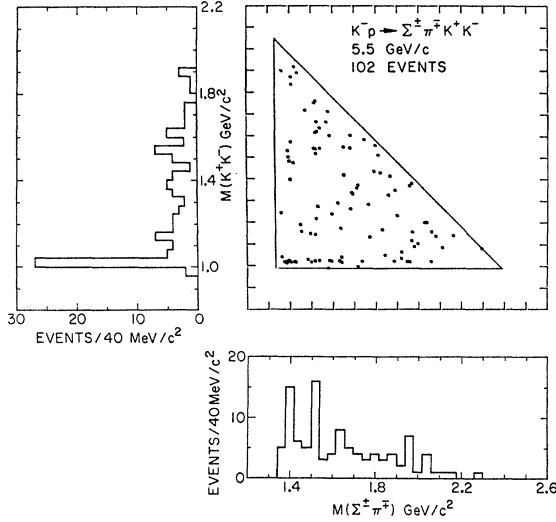 2.2
1.8
1.4
1.0
M(K⁺K⁻) GeV/c²
30 20 10 0
EVENTS/40 MeV/c²
K⁻p → Σ^± π^∓ K⁺K⁻
5.5 GeV/c
102 EVENTS
20
10
0
EVENTS/40MeV/c²
1.4 1.8 2.2 2.6
M(Σ^± π^∓) GeV/c²